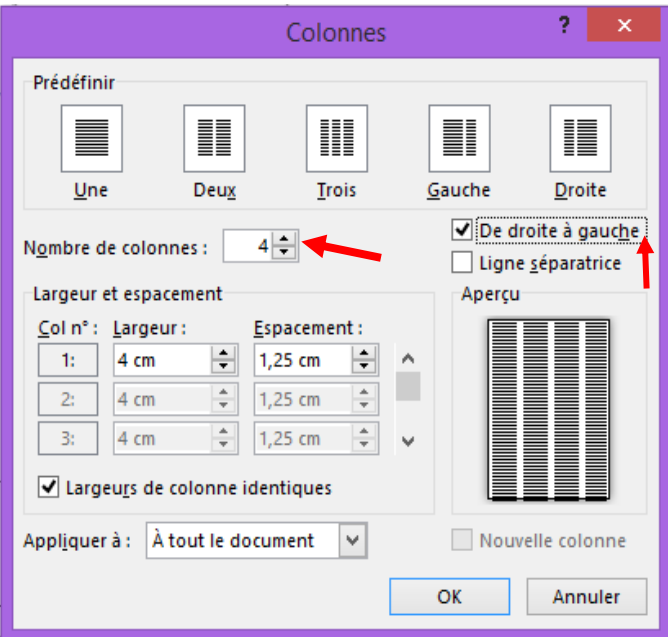 Colonnes ? ×
Prédéfinir
Une Deux Trois Gauche Droite
Nombre de colonnes : 4
De droite à gauche
Ligne séparatrice
Largeur et espacement
Aperçu
Col n° : Largeur : Espacement :
1: 4 cm 1,25 cm
2: 4 cm 1,25 cm
3: 4 cm 1,25 cm
Largeurs de colonne identiques
Appliquer à : À tout le document
Nouvelle colonne
OK Annuler